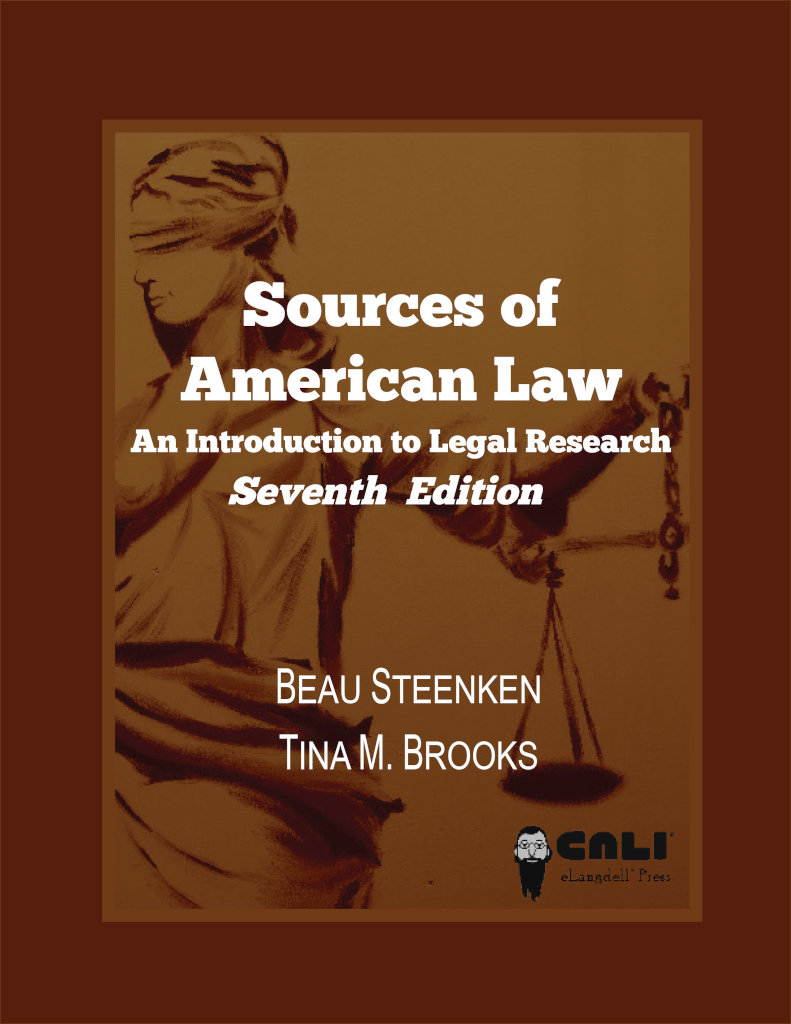 Sources of
American Law
An Introduction to Legal Research
Seventh Edition
BEAU STEENKEN
TINA M. BROOKS
CALI®
eLangdell® Press